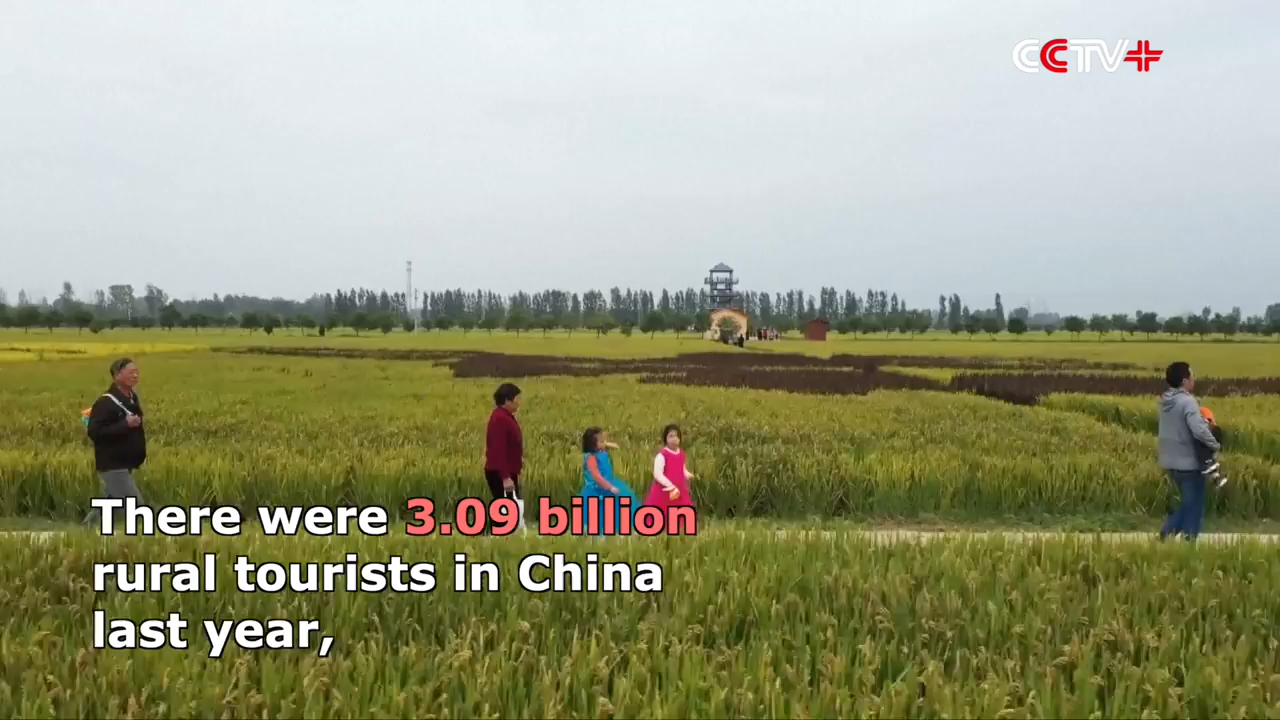 CCTV+
There were 3.09 billion
rural tourists in China
last year,